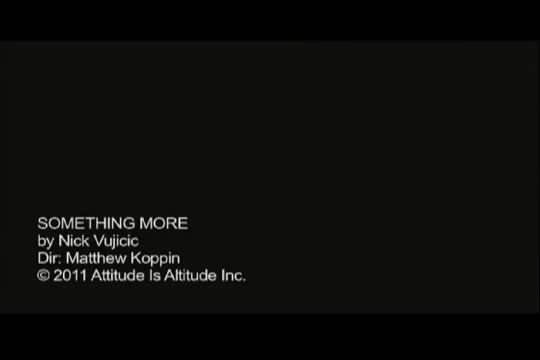 SOMETHING MORE
by Nick Vujicic
Dir: Matthew Koppin
© 2011 Attitude Is Altitude Inc.